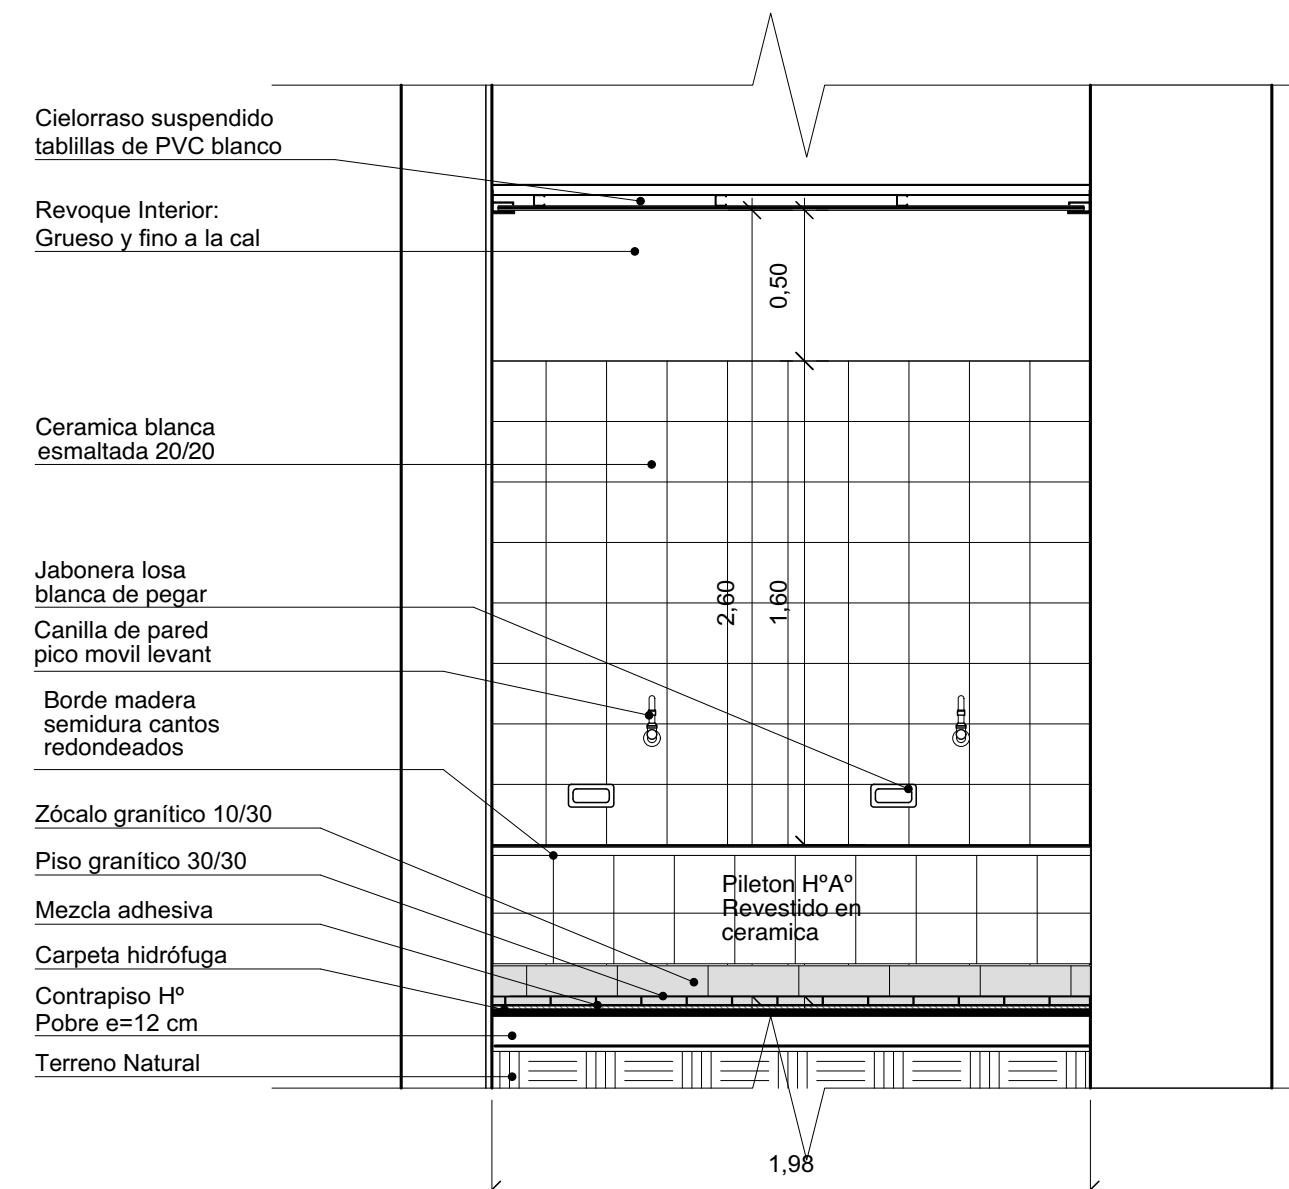 Cielorraso suspendido
tablillas de PVC blanco
Revoque Interior:
Grueso y fino a la cal
0,50
Ceramica blanca
esmaltada 20/20
Jabonera losa
blanca de pegar
2,60
1,60
Canilla de pared
pico movil levant
Borde madera
semidura cantos
redondeados
Zócalo granítico 10/30
Piso granítico 30/30
Mezcla adhesiva
Carpeta hidrófuga
Contrapiso Hº
Pobre e=12 cm
Terreno Natural
Pileton HºAº
Revestido en
ceramica
1,98